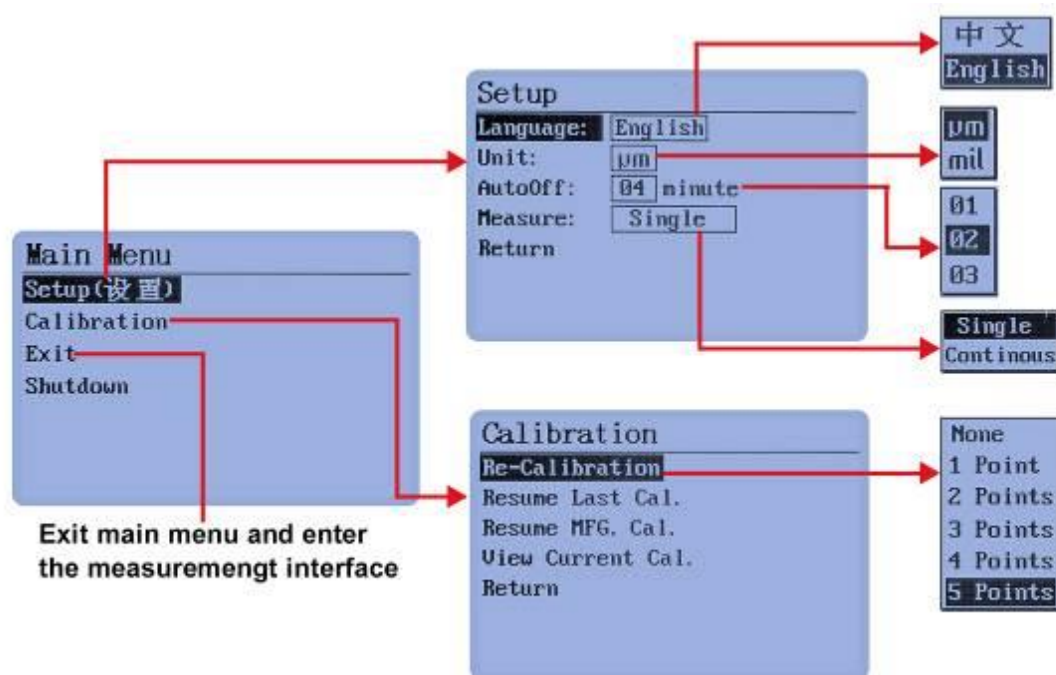 Main Menu
Setup(设置)
Calibration
Exit
Shutdown
Exit main menu and enter
the measuremengt interface
Setup
Language: English
Unit: μm
AutoOff: 04 minute
Measure: Single
Return
中文
English
μm
mil
01
02
03
Single
Continous
Calibration
Re-Calibration
Resume Last Cal.
Resume MFG. Cal.
View Current Cal.
Return
None
1 Point
2 Points
3 Points
4 Points
5 Points